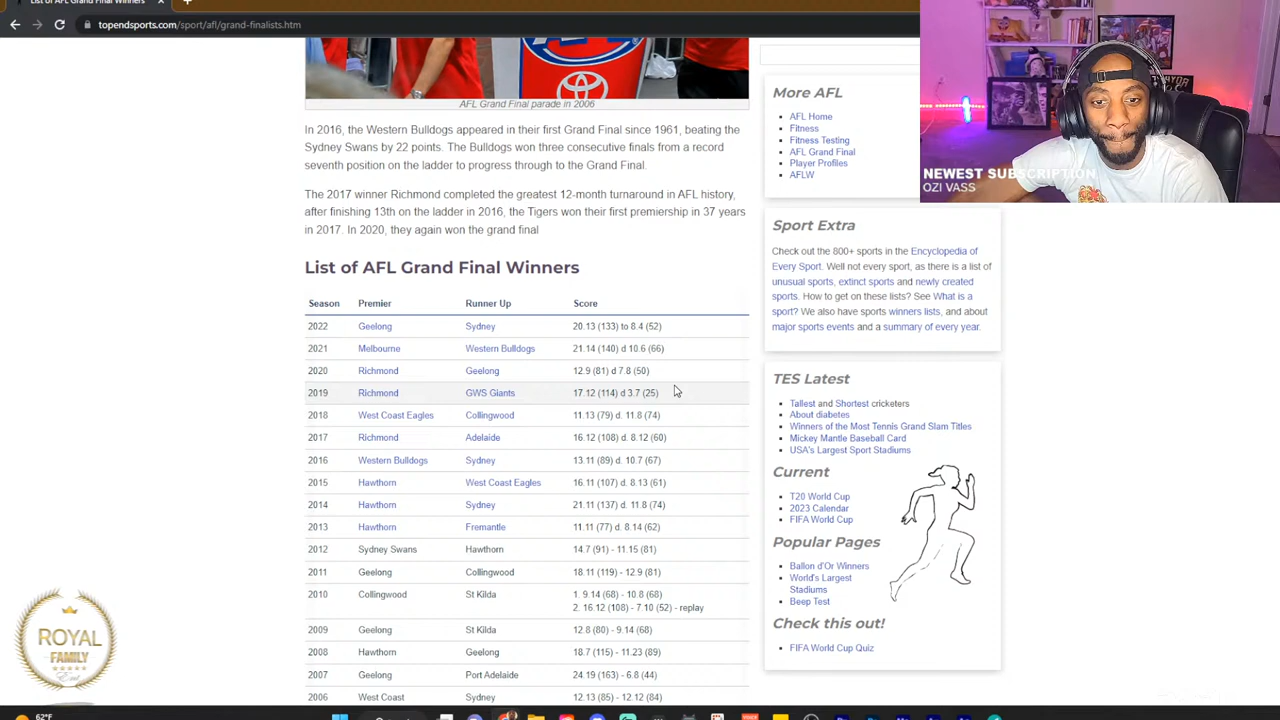 List of AFL Grand Final Winners
topendsports.com/sport/afl/grand-finalists.htm
AFL Grand Final parade in 2006
In 2016, the Western Bulldogs appeared in their first Grand Final since 1961, beating the
Sydney Swans by 22 points. The Bulldogs won three consecutive finals from a record
seventh position on the ladder to progress through to the Grand Final.
The 2017 winner Richmond completed the greatest 12-month turnaround in AFL history,
after finishing 13th on the ladder in 2016, the Tigers won their first premiership in 37 years
in 2017. In 2020, they again won the grand final
List of AFL Grand Final Winners
Season Premier Runner Up Score
2022 Geelong Sydney 20.13 (133) to 8.4 (52)
2021 Melbourne Western Bulldogs 21.14 (140) d 10.6 (66)
2020 Richmond Geelong 12.9 (81) d 7.8 (50)
2019 Richmond GWS Giants 17.12 (114) d 3.7 (25)
2018 West Coast Eagles Collingwood 11.13 (79) d. 11.8 (74)
2017 Richmond Adelaide 16.12 (108) d. 8.12 (60)
2016 Western Bulldogs Sydney 13.11 (89) d. 10.7 (67)
2015 Hawthorn West Coast Eagles 16.11 (107) d. 8.13 (61)
2014 Hawthorn Sydney 21.11 (137) d. 11.8 (74)
2013 Hawthorn Fremantle 11.11 (77) d. 8.14 (62)
2012 Sydney Swans Hawthorn 14.7 (91) - 11.15 (81)
2011 Geelong Collingwood 18.11 (119) - 12.9 (81)
2010 Collingwood St Kilda 1. 9.14 (68) - 10.8 (68)
2. 16.12 (108) - 7.10 (52) - replay
2009 Geelong St Kilda 12.8 (80) - 9.14 (68)
2008 Hawthorn Geelong 18.7 (115) - 11.23 (89)
2007 Geelong Port Adelaide 24.19 (163) - 6.8 (44)
2006 West Coast Sydney 12.13 (85) - 12.12 (84)
More AFL
AFL Home
Fitness
Fitness Testing
AFL Grand Final
Player Profiles
AFLW
Sport Extra
Check out the 800+ sports in the Encyclopedia of
Every Sport. Well not every sport, as there is a list of
unusual sports, extinct sports and newly created
sports. How to get on these lists? See What is a
sport? We also have sports winners lists, and about
major sports events and a summary of every year.
TES Latest
Tallest and Shortest cricketers
About diabetes
Winners of the Most Tennis Grand Slam Titles
Mickey Mantle Baseball Card
USA's Largest Sport Stadiums
Current
T20 World Cup
2023 Calendar
FIFA World Cup
Popular Pages
Ballon d'Or Winners
World's Largest
Stadiums
Beep Test
Check this out!
FIFA World Cup Quiz
NEWEST SUBSCRIPTION
OZI VASS
ROYAL
FAMILY
62°F